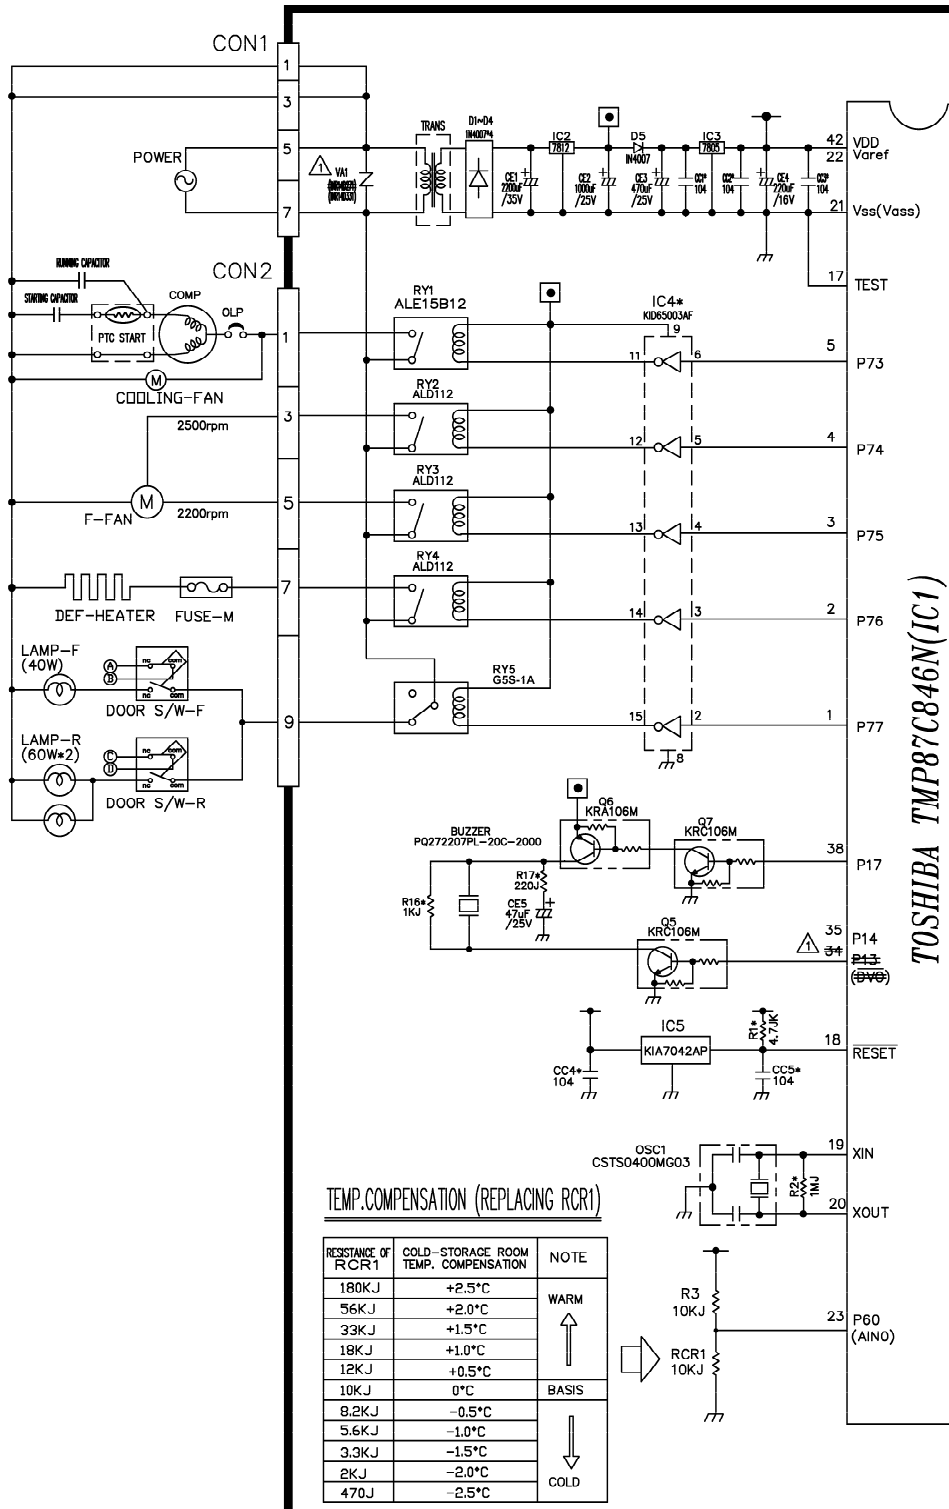 CON1
1
3
5
7
POWER
1
VA1
TRANS
D1~D4
1N4007*4
CE1
2200uF
/35V
IC2
7812
CE2
1000uF
/25V
D5
1N4007
CE3
470uF
/25V
CC1*
104
IC3
7805
CC2*
104
CE4
220uF
/16V
CC3*
104
42
VDD
22
Varef
21
Vss(Vass)
17
TEST
CON2
1
3
5
7
9
RUNNING CAPACITOR
STARTING CAPACITOR
PTC START
COMP
OLP
M
COOLING-FAN
2500rpm
M
F-FAN
2200rpm
DEF-HEATER
FUSE-M
LAMP-F
(40W)
A
B
nc
com
nc
com
DOOR S/W-F
LAMP-R
(60W*2)
C
D
nc
com
nc
com
DOOR S/W-R
RY1
ALE15B12
RY2
ALD112
RY3
ALD112
RY4
ALD112
RY5
G5S-1A
IC4*
KID65003AF
9
11
6
12
5
13
4
14
3
15
2
8
5
P73
4
P74
3
P75
2
P76
1
P77
TOSHIBA TMP87C846N(IC1)
Q6
KRA106M
Q7
KRC106M
BUZZER
PQ272207PL-20C-2000
R16*
1KJ
R17*
220J
CE5
47uF
/25V
38
P17
Q5
KRC106M
1
35
P14
34
P13
(DVO)
IC5
KIA7042AP
CC4*
104
R1*
4.7JK
CC5*
104
18
RESET
OSC1
CSTS0400MG03
R2*
1MJ
19
XIN
20
XOUT
R3
10KJ
RCR1
10KJ
23
P60
(AIN0)
TEMP.COMPENSATION (REPLACING RCR1)
RESISTANCE OF RCR1
COLD-STORAGE ROOM TEMP. COMPENSATION
NOTE
180KJ +2.5°C
56KJ +2.0°C
WARM
33KJ +1.5°C
18KJ +1.0°C
12KJ +0.5°C
10KJ 0°C BASIS
8.2KJ -0.5°C
5.6KJ -1.0°C
3.3KJ -1.5°C
2KJ -2.0°C
COLD
470J -2.5°C